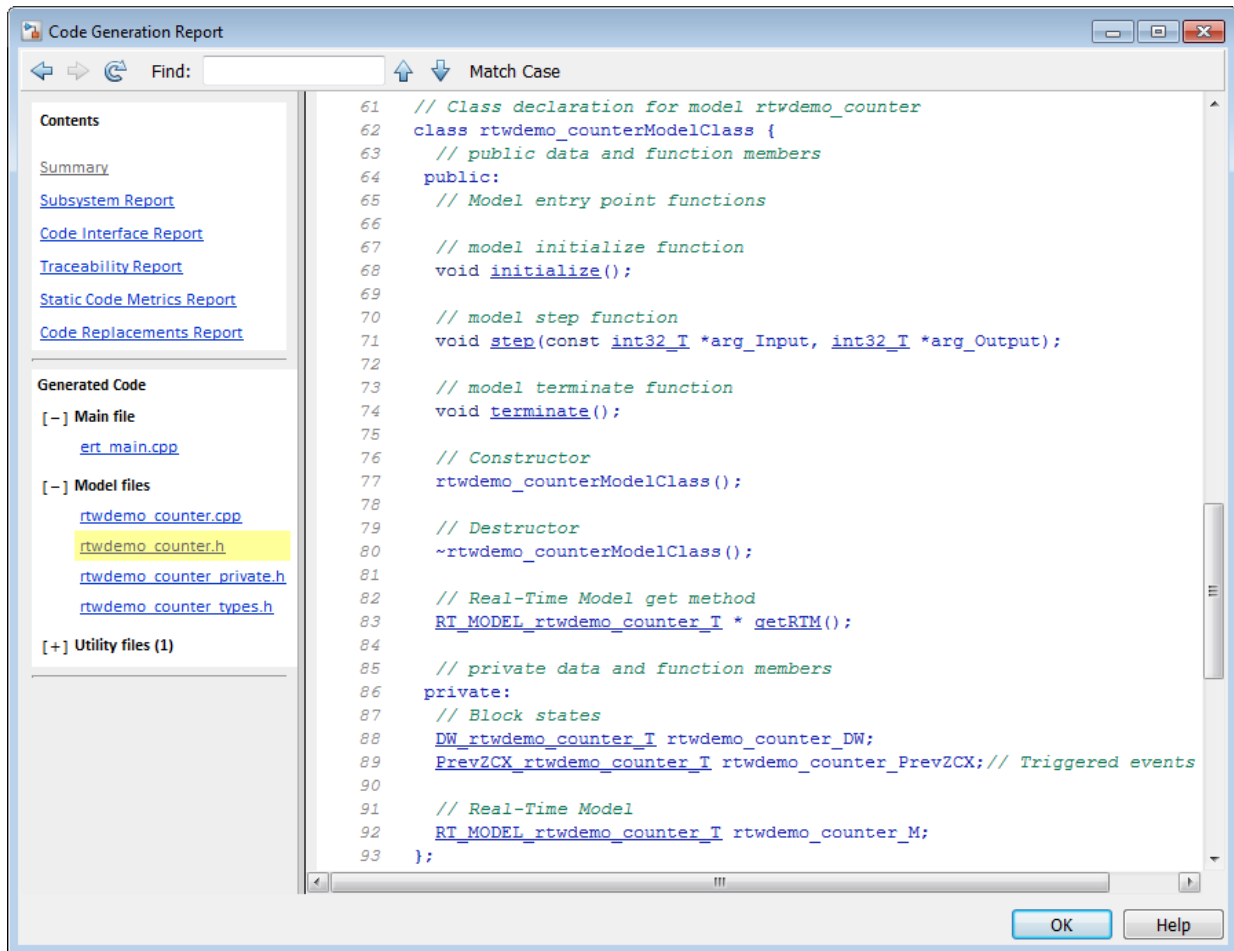 Code Generation Report
Find:
Match Case
Contents
Summary
Subsystem Report
Code Interface Report
Traceability Report
Static Code Metrics Report
Code Replacements Report
Generated Code
[–] Main file
ert_main.cpp
[–] Model files
rtwdemo_counter.cpp
rtwdemo_counter.h
rtwdemo_counter_private.h
rtwdemo_counter_types.h
[+] Utility files (1)
61 // Class declaration for model rtwdemo_counter
62 class rtwdemo_counterModelClass {
63 // public data and function members
64 public:
65 // Model entry point functions
66
67 // model initialize function
68 void initialize();
69
70 // model step function
71 void step(const int32_T *arg_Input, int32_T *arg_Output);
72
73 // model terminate function
74 void terminate();
75
76 // Constructor
77 rtwdemo_counterModelClass();
78
79 // Destructor
80 ~rtwdemo_counterModelClass();
81
82 // Real-Time Model get method
83 RT_MODEL_rtwdemo_counter_T * getRTM();
84
85 // private data and function members
86 private:
87 // Block states
88 DW_rtwdemo_counter_T rtwdemo_counter_DW;
89 PrevZCX_rtwdemo_counter_T rtwdemo_counter_PrevZCX;// Triggered events
90
91 // Real-Time Model
92 RT_MODEL_rtwdemo_counter_T rtwdemo_counter_M;
93 };
OK
Help